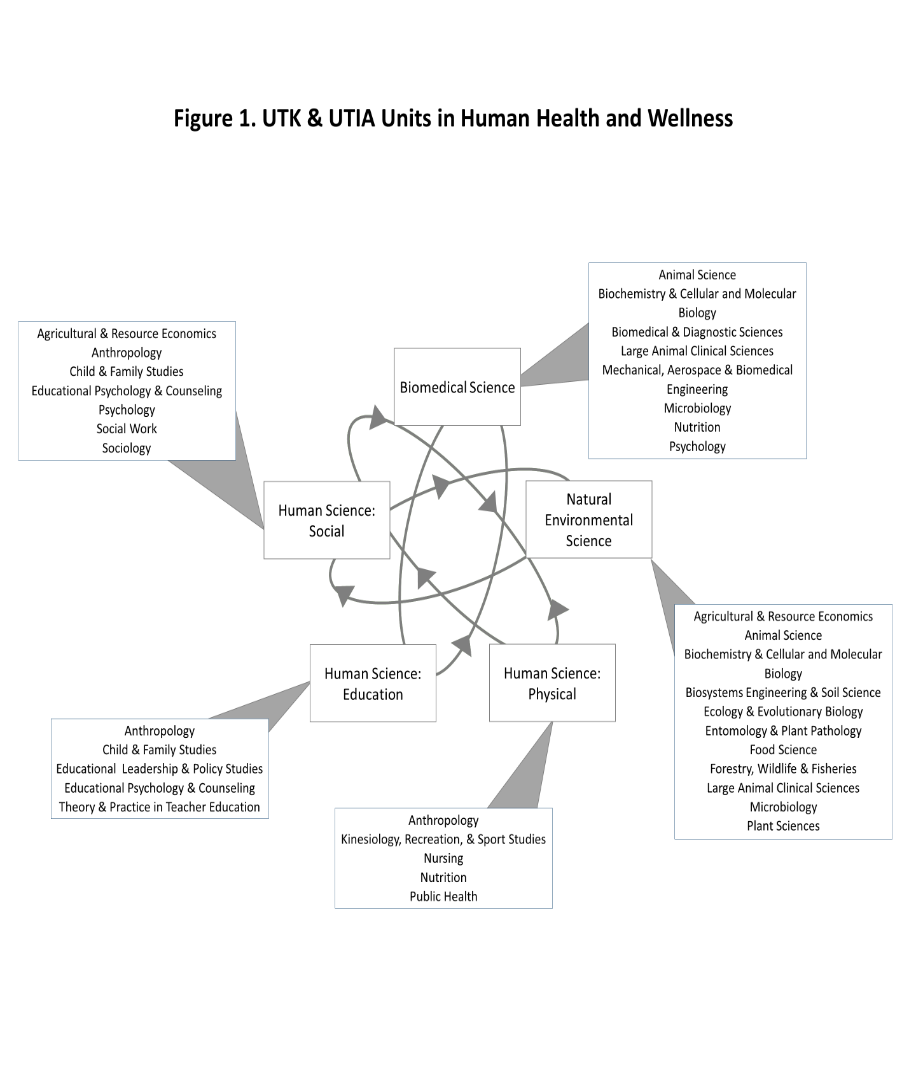 Figure 1. UTK & UTIA Units in Human Health and Wellness
Animal Science
Biochemistry & Cellular and Molecular
Biology
Biomedical & Diagnostic Sciences
Large Animal Clinical Sciences
Mechanical, Aerospace & Biomedical
Engineering
Microbiology
Nutrition
Psychology
Agricultural & Resource Economics
Anthropology
Child & Family Studies
Educational Psychology & Counseling
Psychology
Social Work
Sociology
Biomedical Science
Human Science:
Social
Natural
Environmental
Science
Human Science:
Education
Human Science:
Physical
Agricultural & Resource Economics
Animal Science
Biochemistry & Cellular and Molecular
Biology
Biosystems Engineering & Soil Science
Ecology & Evolutionary Biology
Entomology & Plant Pathology
Food Science
Forestry, Wildlife & Fisheries
Large Animal Clinical Sciences
Microbiology
Plant Sciences
Anthropology
Child & Family Studies
Educational  Leadership & Policy Studies
Educational Psychology & Counseling
Theory & Practice in Teacher Education
Anthropology
Kinesiology, Recreation, & Sport Studies
Nursing
Nutrition
Public Health